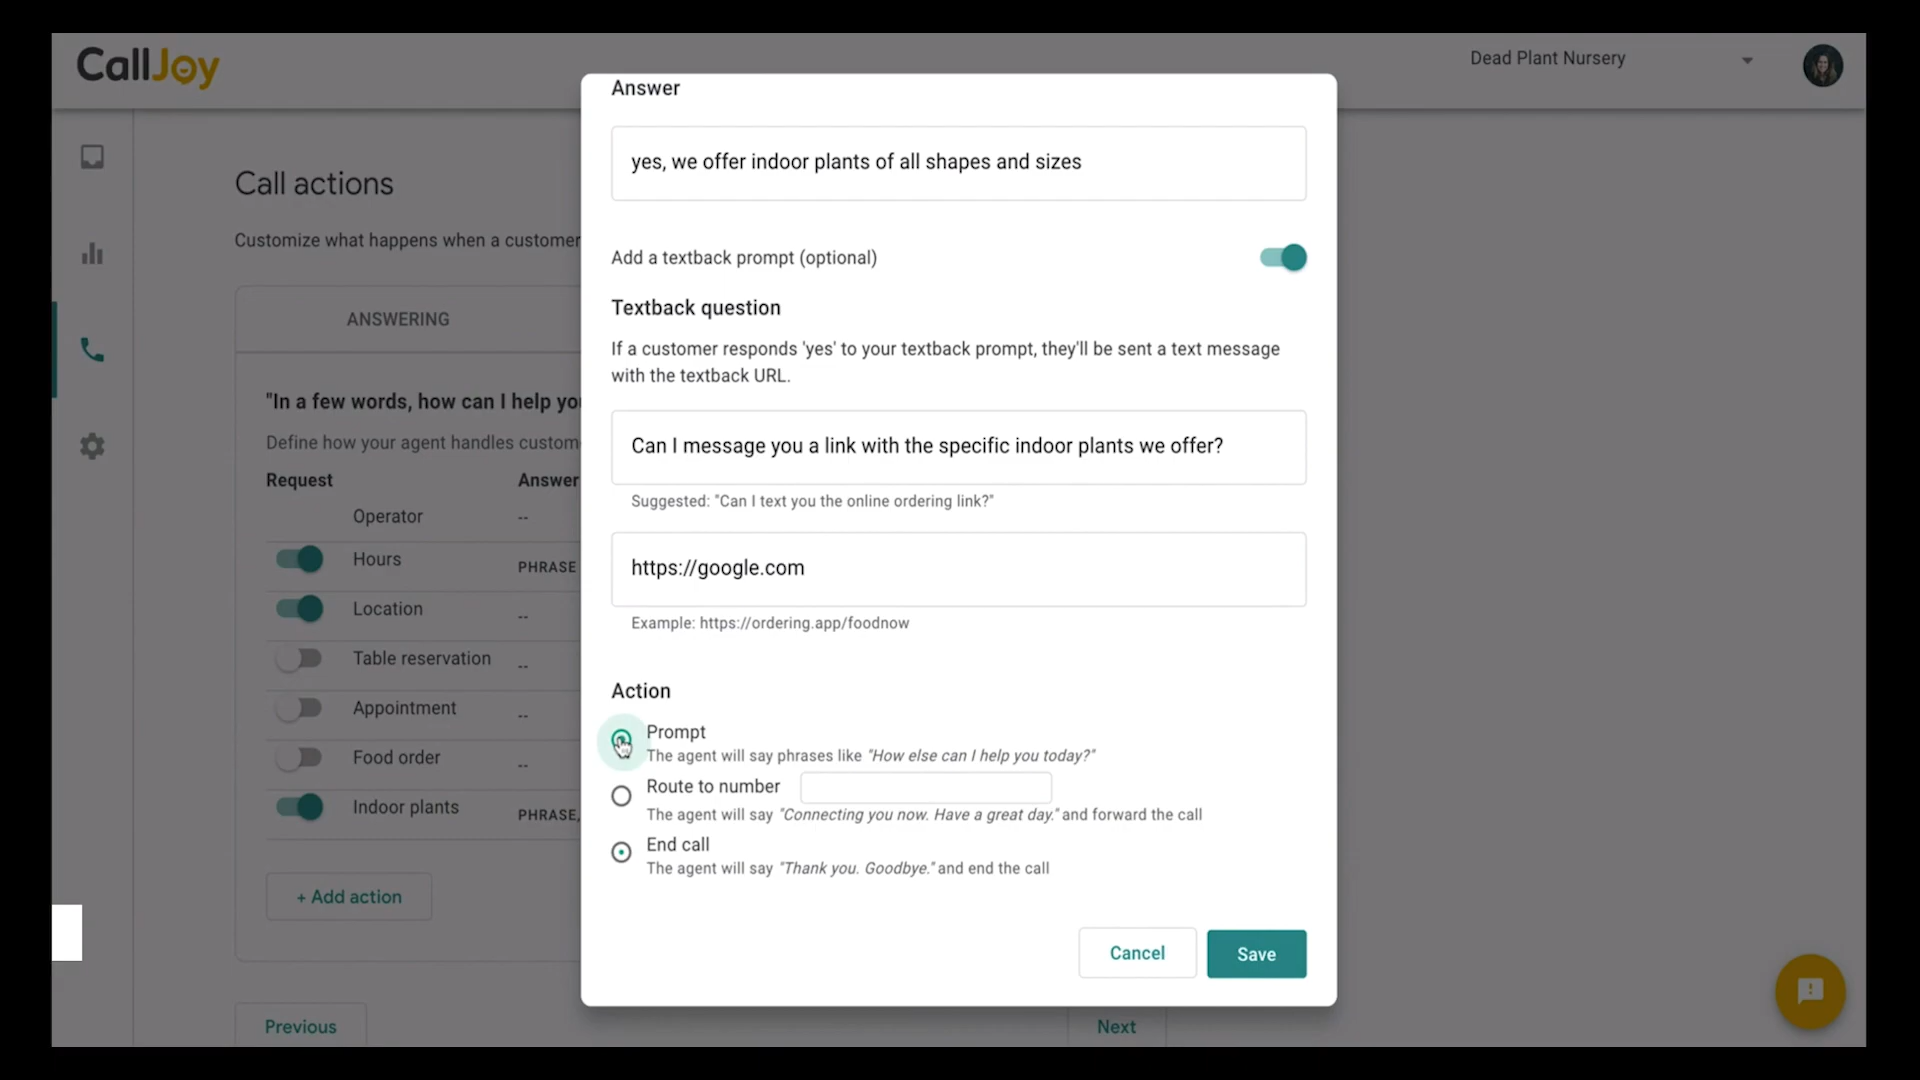 CallJoy
Dead Plant Nursery
Call actions
Customize what happens when a customer
ANSWERING
"In a few words, how can I help you
Define how your agent handles custom
Request Answer
Operator --
Hours PHRASE
Location --
Table reservation --
Appointment --
Food order --
Indoor plants PHRASE,
+ Add action
Previous
Next
Answer
yes, we offer indoor plants of all shapes and sizes
Add a textback prompt (optional)
Textback question
If a customer responds 'yes' to your textback prompt, they'll be sent a text message
with the textback URL.
Can I message you a link with the specific indoor plants we offer?
Suggested: "Can I text you the online ordering link?"
https://google.com
Example: https://ordering.app/foodnow
Action
Prompt
The agent will say phrases like "How else can I help you today?"
Route to number
The agent will say "Connecting you now. Have a great day." and forward the call
End call
The agent will say "Thank you. Goodbye." and end the call
Cancel
Save